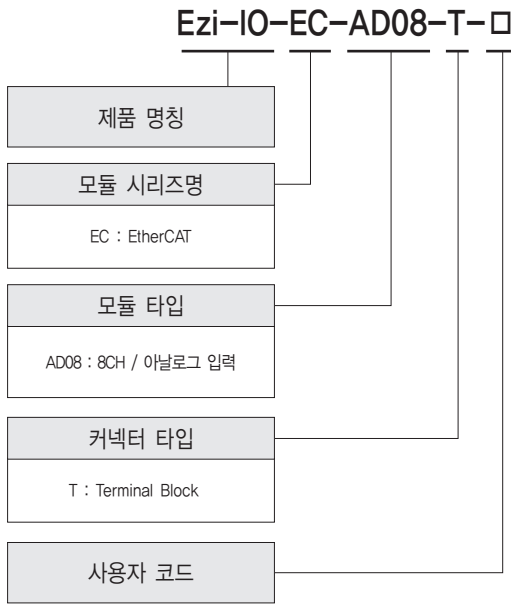 Ezi-IO-EC-AD08-T-□
제품 명칭
모듈 시리즈명
EC : EtherCAT
모듈 타입
AD08 : 8CH / 아날로그 입력
커넥터 타입
T : Terminal Block
사용자 코드